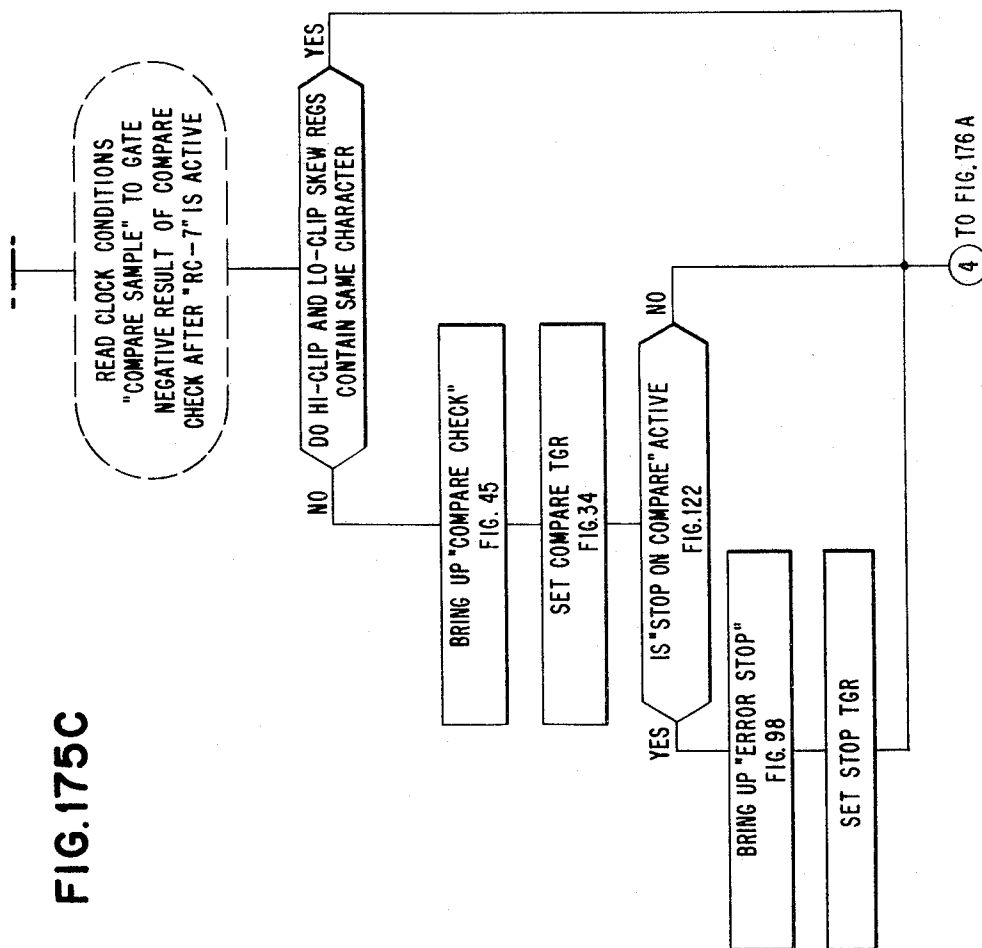 FIG.175C
READ CLOCK CONDITIONS
"COMPARE SAMPLE" TO GATE
NEGATIVE RESULT OF COMPARE
CHECK AFTER "RC-7" IS ACTIVE
DO HI-CLIP AND LO-CLIP SKEW REGS
CONTAIN SAME CHARACTER
YES
NO
BRING UP "COMPARE CHECK"
FIG. 45
SET COMPARE TGR
FIG.34
IS "STOP ON COMPARE" ACTIVE
FIG.122
NO
YES
BRING UP "ERROR STOP"
FIG. 98
SET STOP TGR
4 TO FIG.176A